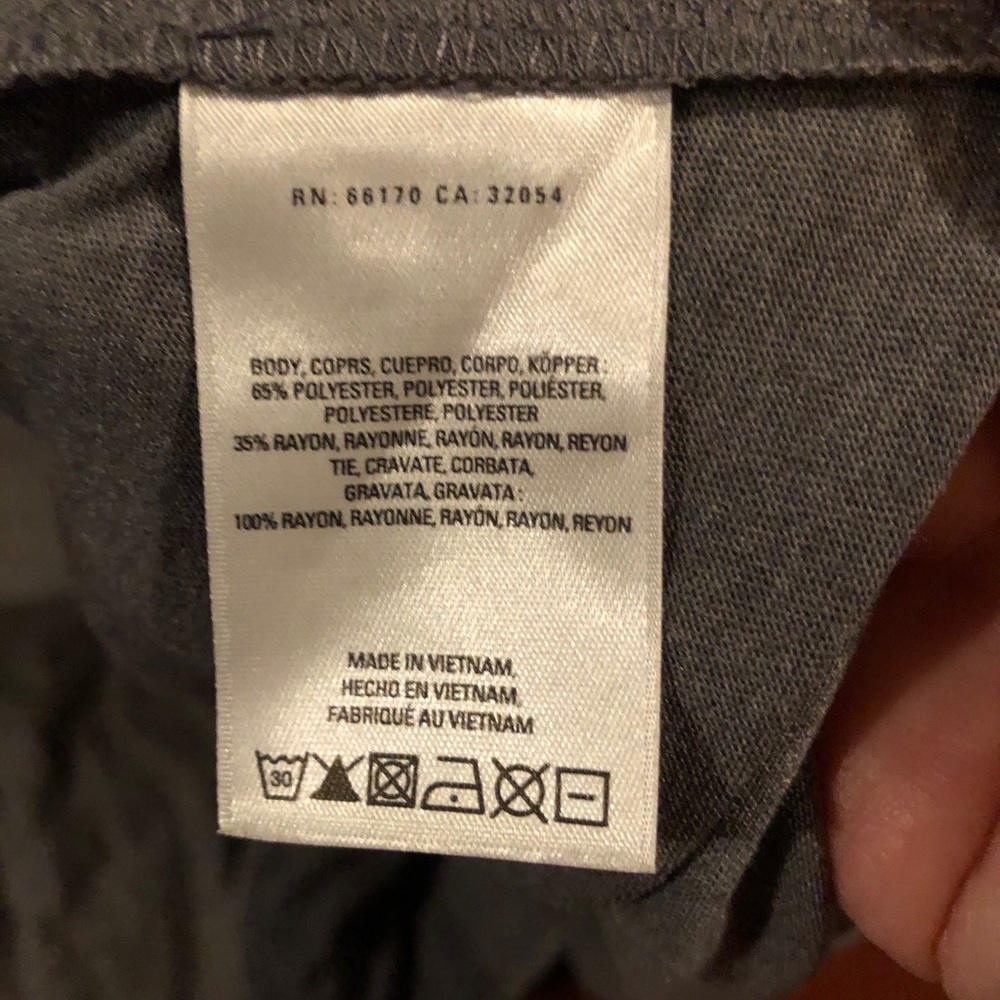 RN: 66170 CA: 32054
BODY, COPRS, CUEPRO, CORPO, KÖPPER :
65% POLYESTER, POLYESTER, POLIÉSTER,
POLYESTERE, POLYESTER
35% RAYON, RAYONNE, RAYÓN, RAYON, REYON
TIE, CRAVATE, CORBATA,
GRAVATA, GRAVATA :
100% RAYON, RAYONNE, RAYÓN, RAYON, REYON
MADE IN VIETNAM,
HECHO EN VIETNAM,
FABRIQUÉ AU VIETNAM
30